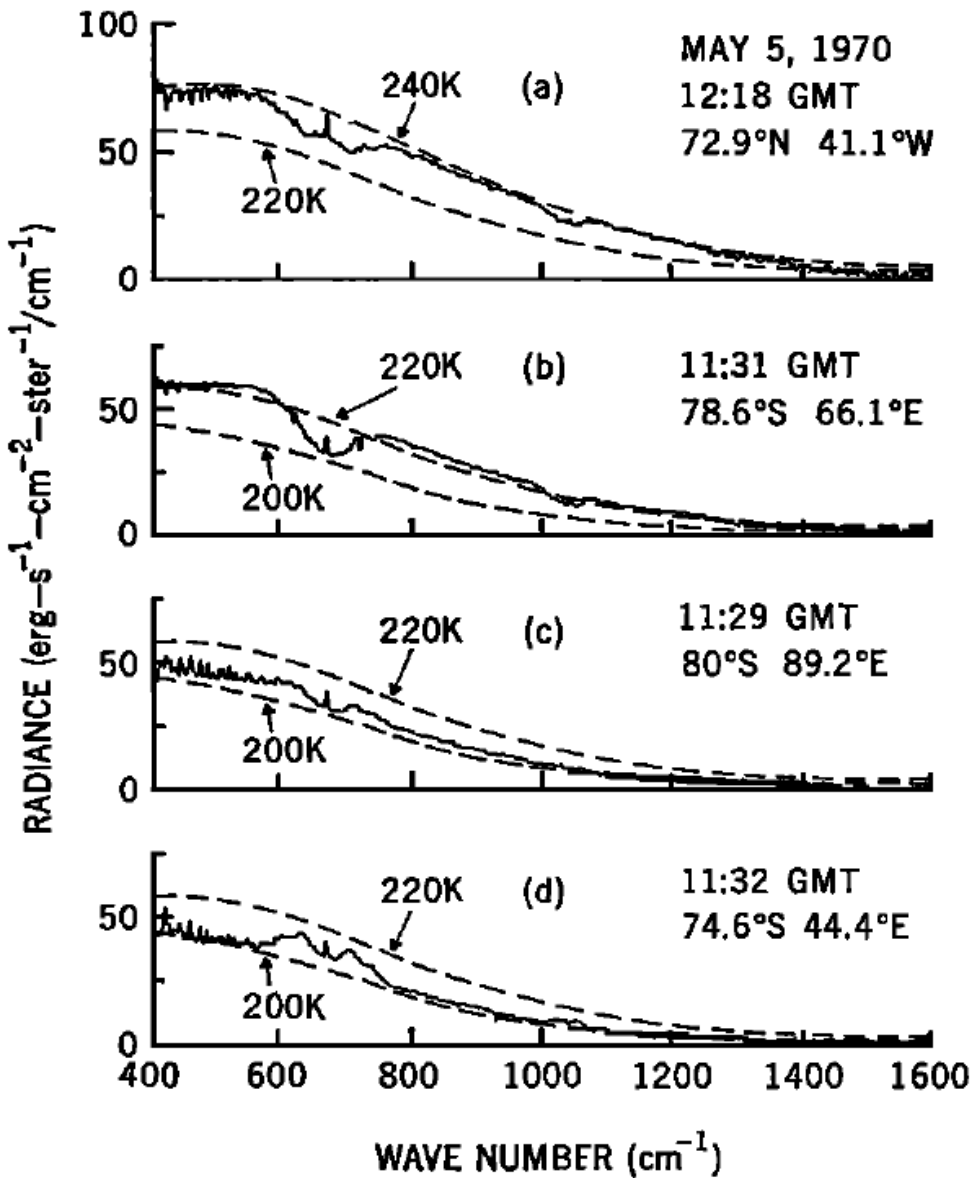 RADIANCE (erg–s⁻¹–cm⁻²–ster⁻¹/cm⁻¹)
100
50
0
240K
220K
(a)
MAY 5, 1970
12:18 GMT
72.9°N 41.1°W
50
0
220K
200K
(b)
11:31 GMT
78.6°S 66.1°E
50
0
220K
200K
(c)
11:29 GMT
80°S 89.2°E
50
0
220K
200K
(d)
11:32 GMT
74.6°S 44.4°E
400 600 800 1000 1200 1400 1600
WAVE NUMBER (cm⁻¹)